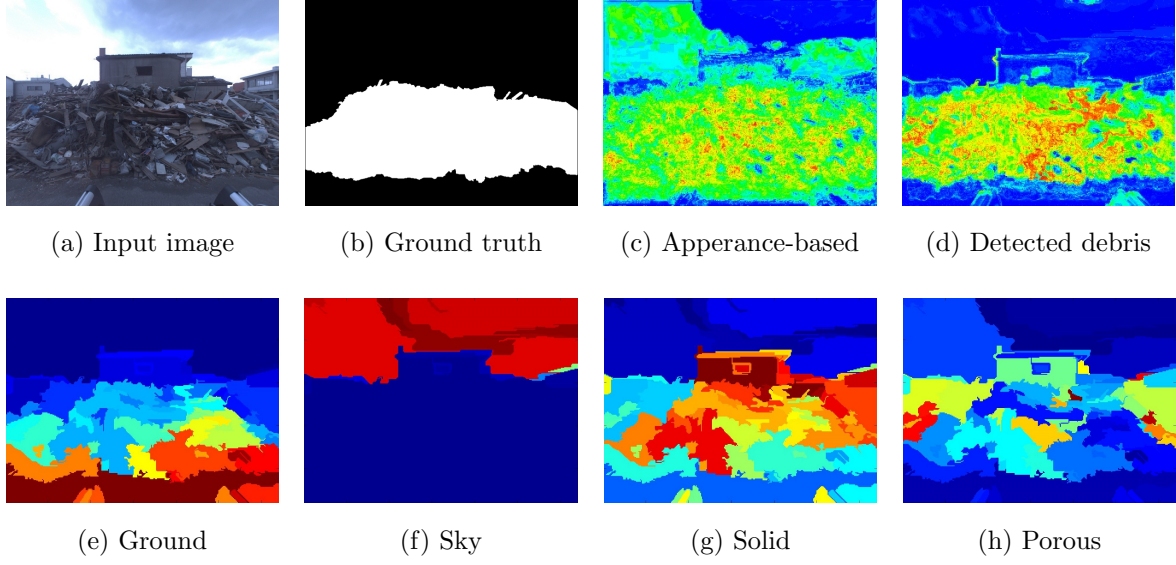 (a) Input image
(b) Ground truth
(c) Apperance-based
(d) Detected debris
(e) Ground
(f) Sky
(g) Solid
(h) Porous